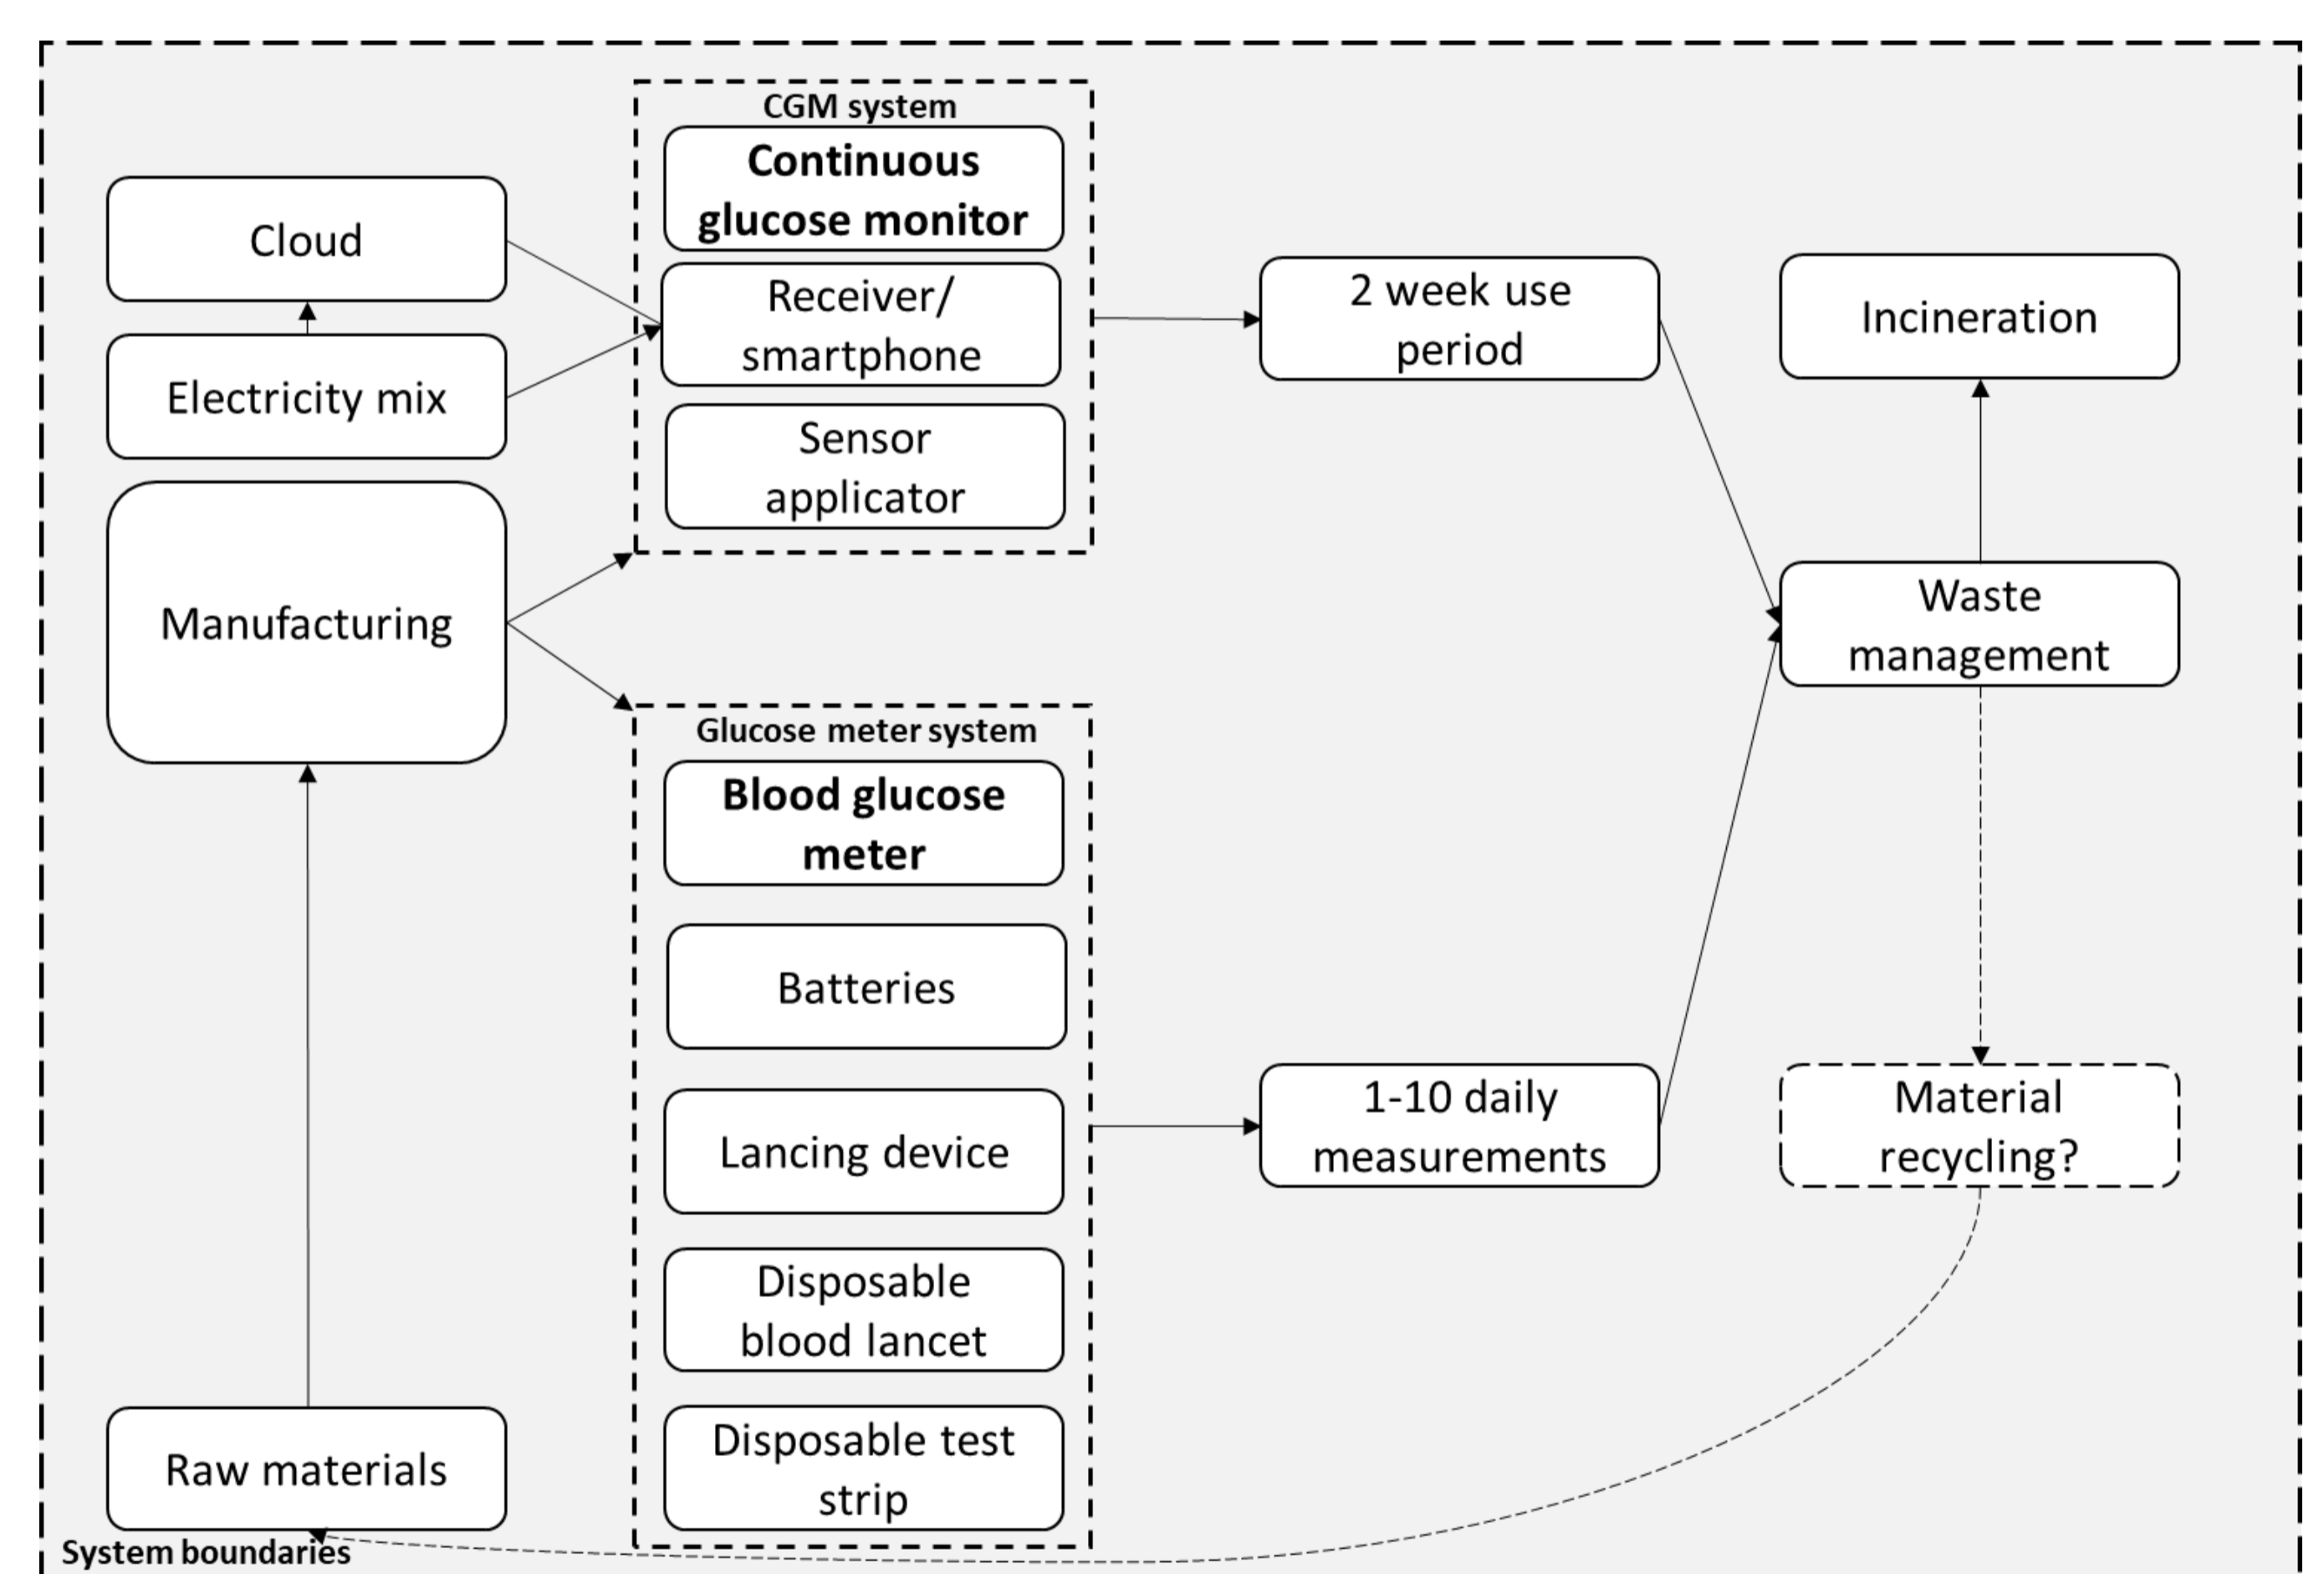 CGM system
Continuous
glucose monitor
Cloud
Receiver/
smartphone
2 week use
period
Incineration
Electricity mix
Sensor
applicator
Manufacturing
Waste
management
Glucose meter system
Blood glucose
meter
Batteries
Lancing device
1-10 daily
measurements
Material
recycling?
Disposable
blood lancet
Raw materials
Disposable test
strip
System boundaries